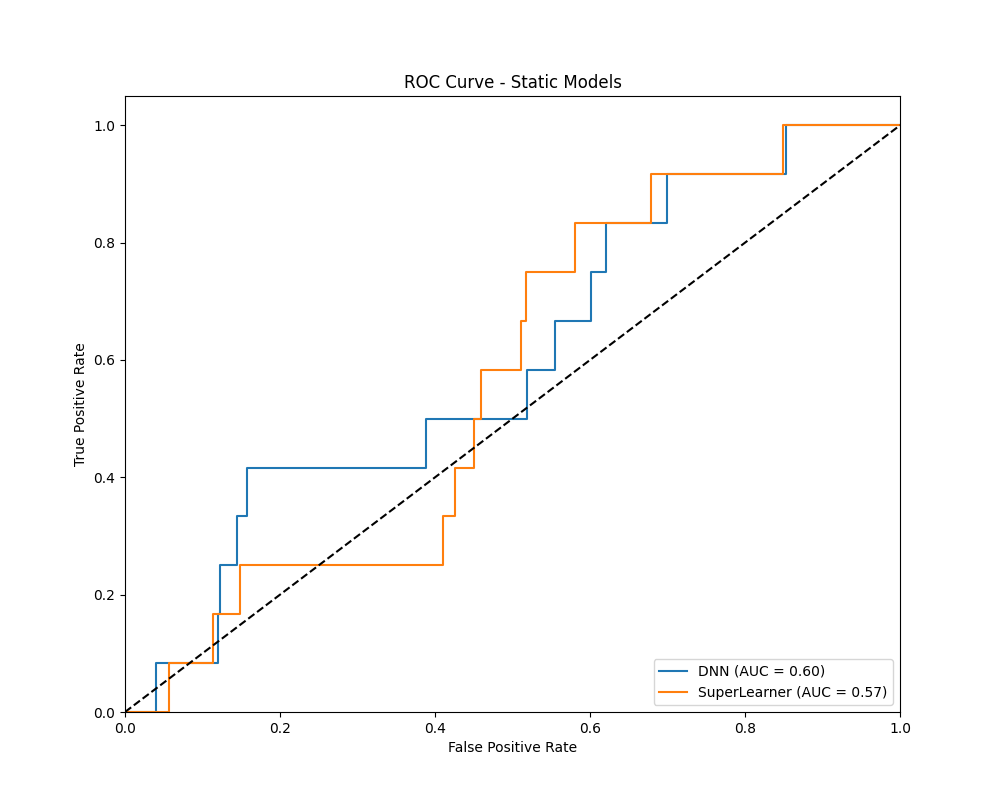 ROC Curve - Static Models
True Positive Rate
1.0
0.8
0.6
0.4
0.2
0.0
0.0 0.2 0.4 0.6 0.8 1.0
False Positive Rate
DNN (AUC = 0.60)
SuperLearner (AUC = 0.57)